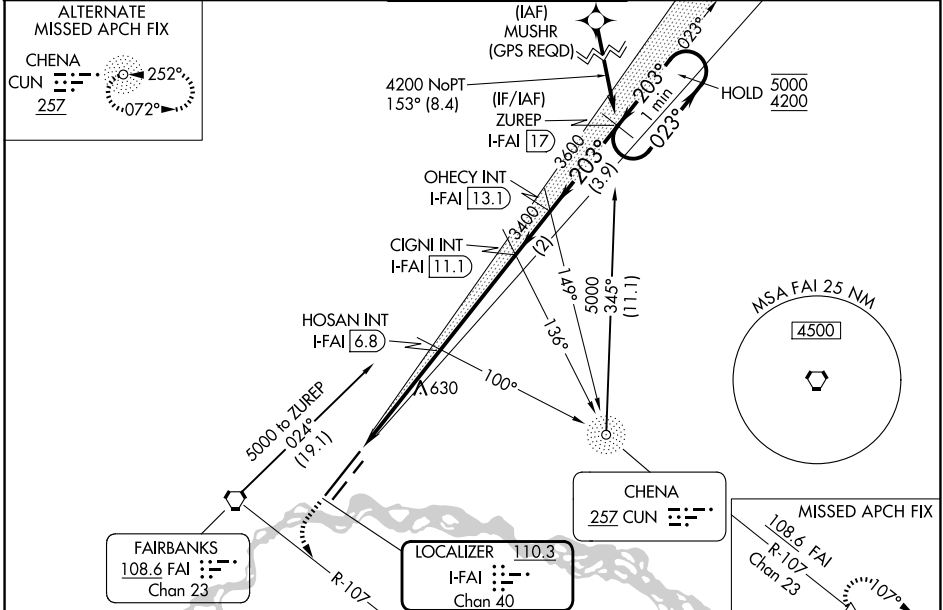 ALTERNATE
MISSED APCH FIX
CHENA
CUN
257
252°
072°
(IAF)
MUSHR
(GPS REQD)
4200 NoPT
153° (8.4)
(IF/IAF)
ZUREP
I-FAI 17
023°
203°
1 min
023°
HOLD 5000
4200
3600
203°
(3.9)
OHECY INT
I-FAI 13.1
3400
(2)
CIGNI INT
I-FAI 11.1
149°
136°
5000
345°
(11.1)
MSA FAI 25 NM
4500
HOSAN INT
I-FAI 6.8
100°
630
5000 to ZUREP
024°
(19.1)
CHENA
257 CUN
FAIRBANKS
108.6 FAI
Chan 23
R-107
LOCALIZER 110.3
I-FAI
Chan 40
MISSED APCH FIX
108.6 FAI
R-107
Chan 23
107°